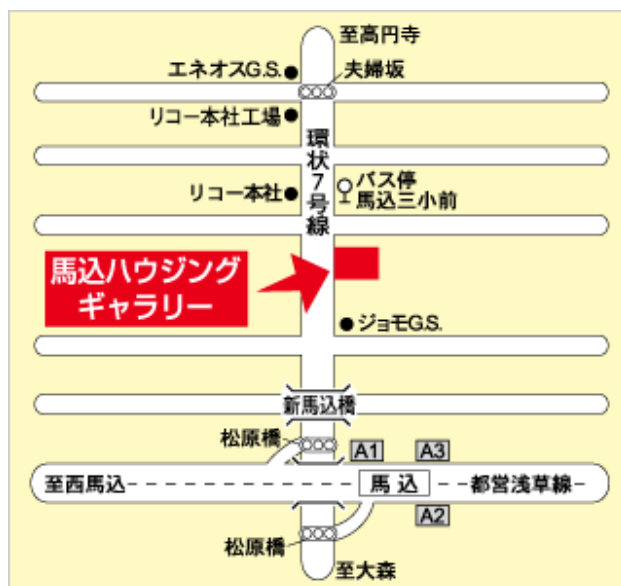 至高円寺
エネオスG.S.
夫婦坂
リコー本社工場
環状7号線
バス停
馬込三小前
リコー本社
馬込ハウジング
ギャラリー
ジョモG.S.
新馬込橋
松原橋
A1
A3
至西馬込
馬込
都営浅草線
A2
松原橋
至大森